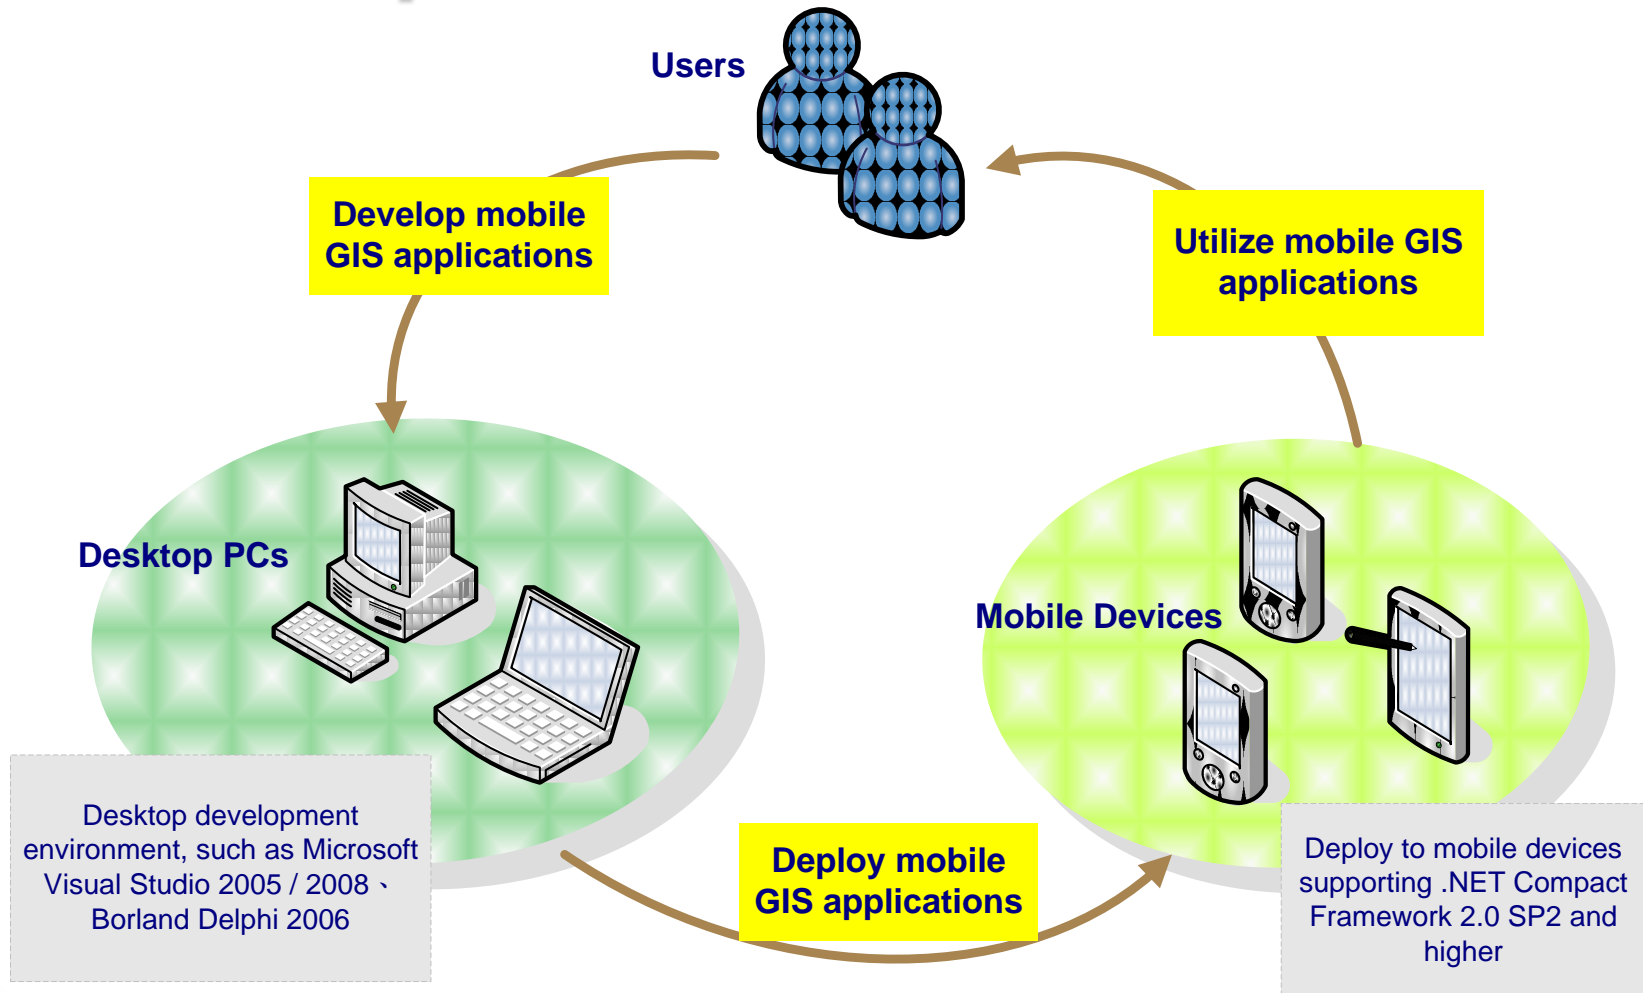 Users
Develop mobile
GIS applications
Utilize mobile GIS
applications
Desktop PCs
Mobile Devices
Desktop development
environment, such as Microsoft
Visual Studio 2005 / 2008、
Borland Delphi 2006
Deploy mobile
GIS applications
Deploy to mobile devices
supporting .NET Compact
Framework 2.0 SP2 and
higher